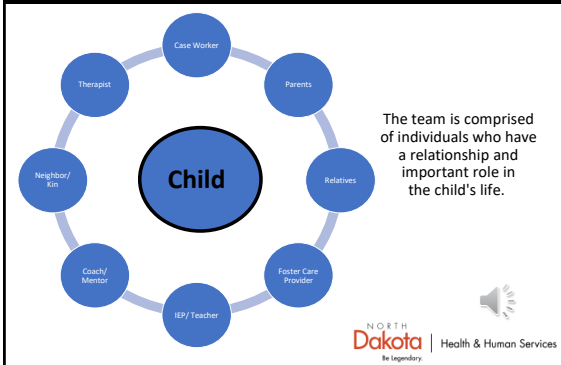 Case Worker
Parents
Relatives
Foster Care
Provider
IEP/ Teacher
Coach/
Mentor
Neighbor/
Kin
Therapist
Child
The team is comprised
of individuals who have
a relationship and
important role in
the child's life.
NORTH
Dakota | Health & Human Services
Be Legendary.